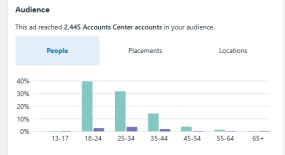 Audience
This ad reached 2,445 Accounts Center accounts in your audience.
People Placements Locations
40%
30%
20%
10%
0%
13-17 18-24 25-34 35-44 45-54 55-64 65+